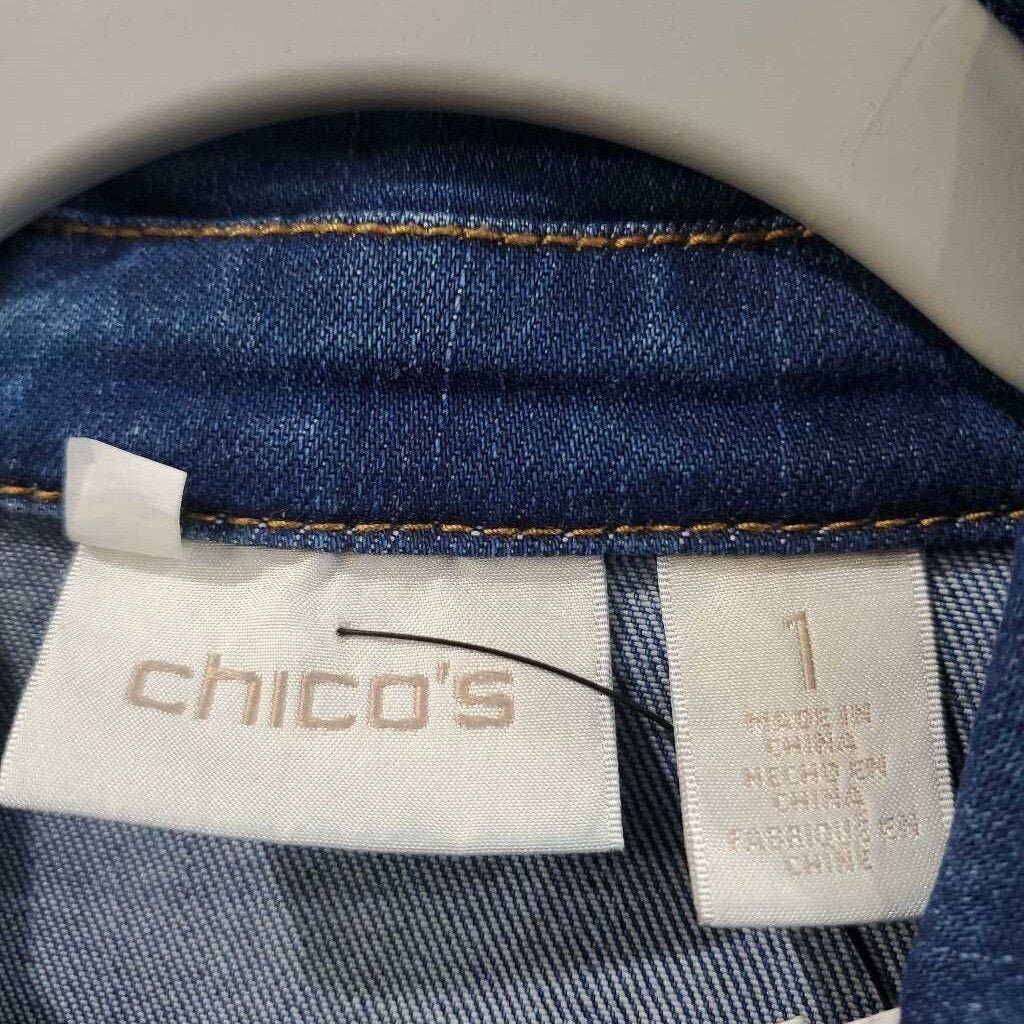 chico's
1
MADE IN
CHINA
HECHO EN
CHINA
FABRIQUÉ EN
CHINE